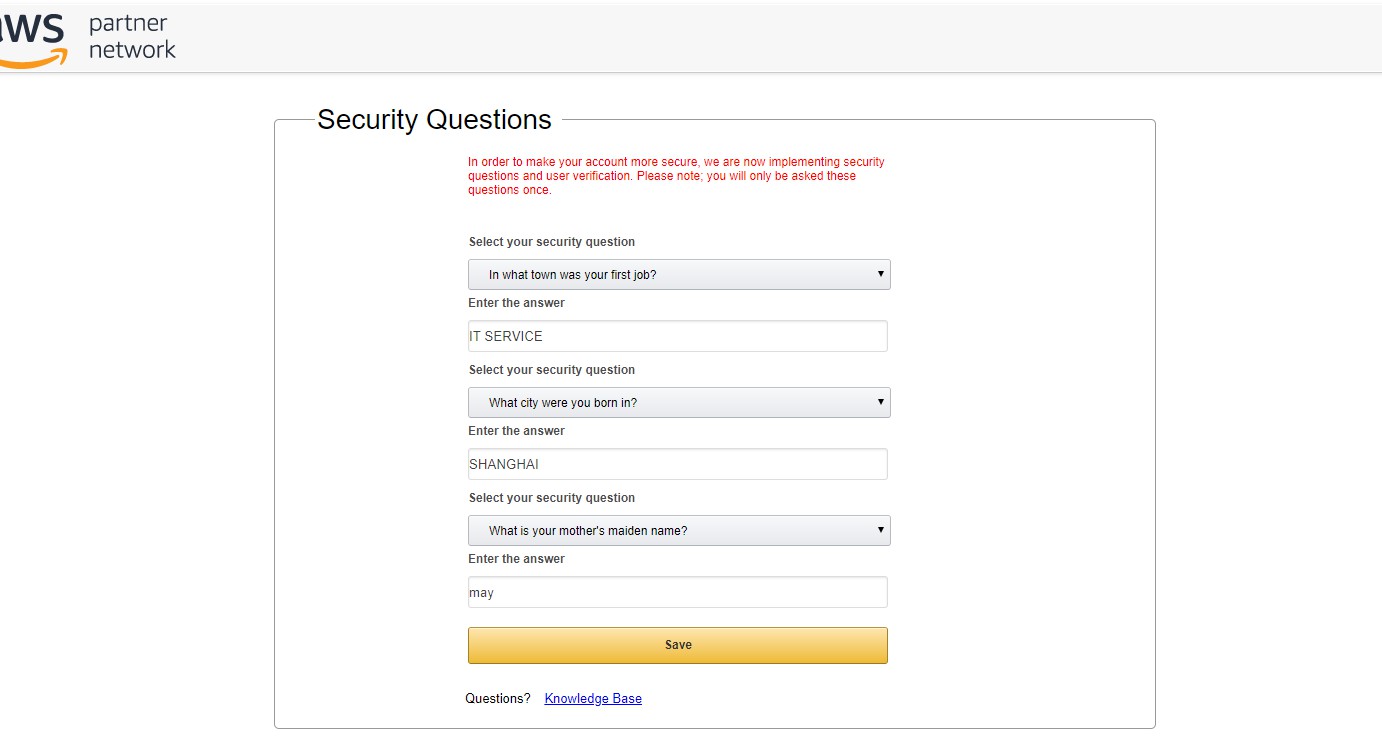 aws partner
network
Security Questions
In order to make your account more secure, we are now implementing security
questions and user verification. Please note; you will only be asked these
questions once.
Select your security question
In what town was your first job?
Enter the answer
IT SERVICE
Select your security question
What city were you born in?
Enter the answer
SHANGHAI
Select your security question
What is your mother's maiden name?
Enter the answer
may
Save
Questions? Knowledge Base